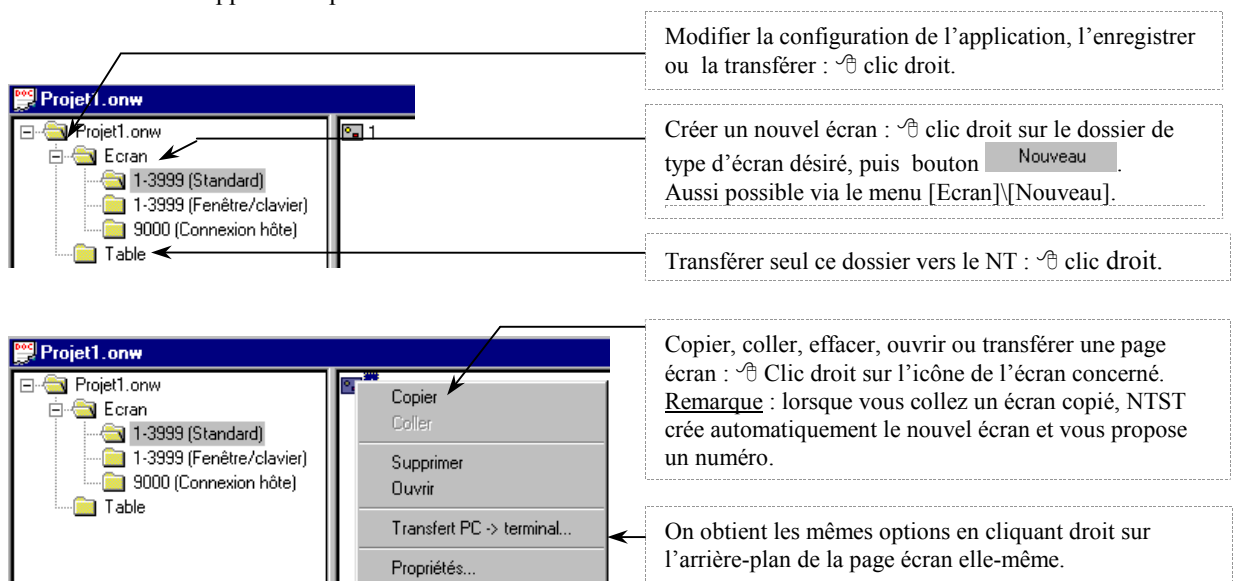 Modifier la configuration de l’application, l’enregistrer
ou la transférer : clic droit.
Projet1.onw
Projet1.onw
Ecran
1-3999 (Standard)
1-3999 (Fenêtre/clavier)
9000 (Connexion hôte)
Table
1
Créer un nouvel écran : clic droit sur le dossier de
type d’écran désiré, puis bouton Nouveau .
Aussi possible via le menu [Ecran]\[Nouveau].
Transférer seul ce dossier vers le NT : clic droit.
Projet1.onw
Projet1.onw
Ecran
1-3999 (Standard)
1-3999 (Fenêtre/clavier)
9000 (Connexion hôte)
Table
Copier
Coller
Supprimer
Ouvrir
Transfert PC -> terminal...
Propriétés...
Copier, coller, effacer, ouvrir ou transférer une page
écran : Clic droit sur l’icône de l’écran concerné.
Remarque : lorsque vous collez un écran copié, NTST
crée automatiquement le nouvel écran et vous propose
un numéro.
On obtient les mêmes options en cliquant droit sur
l’arrière-plan de la page écran elle-même.